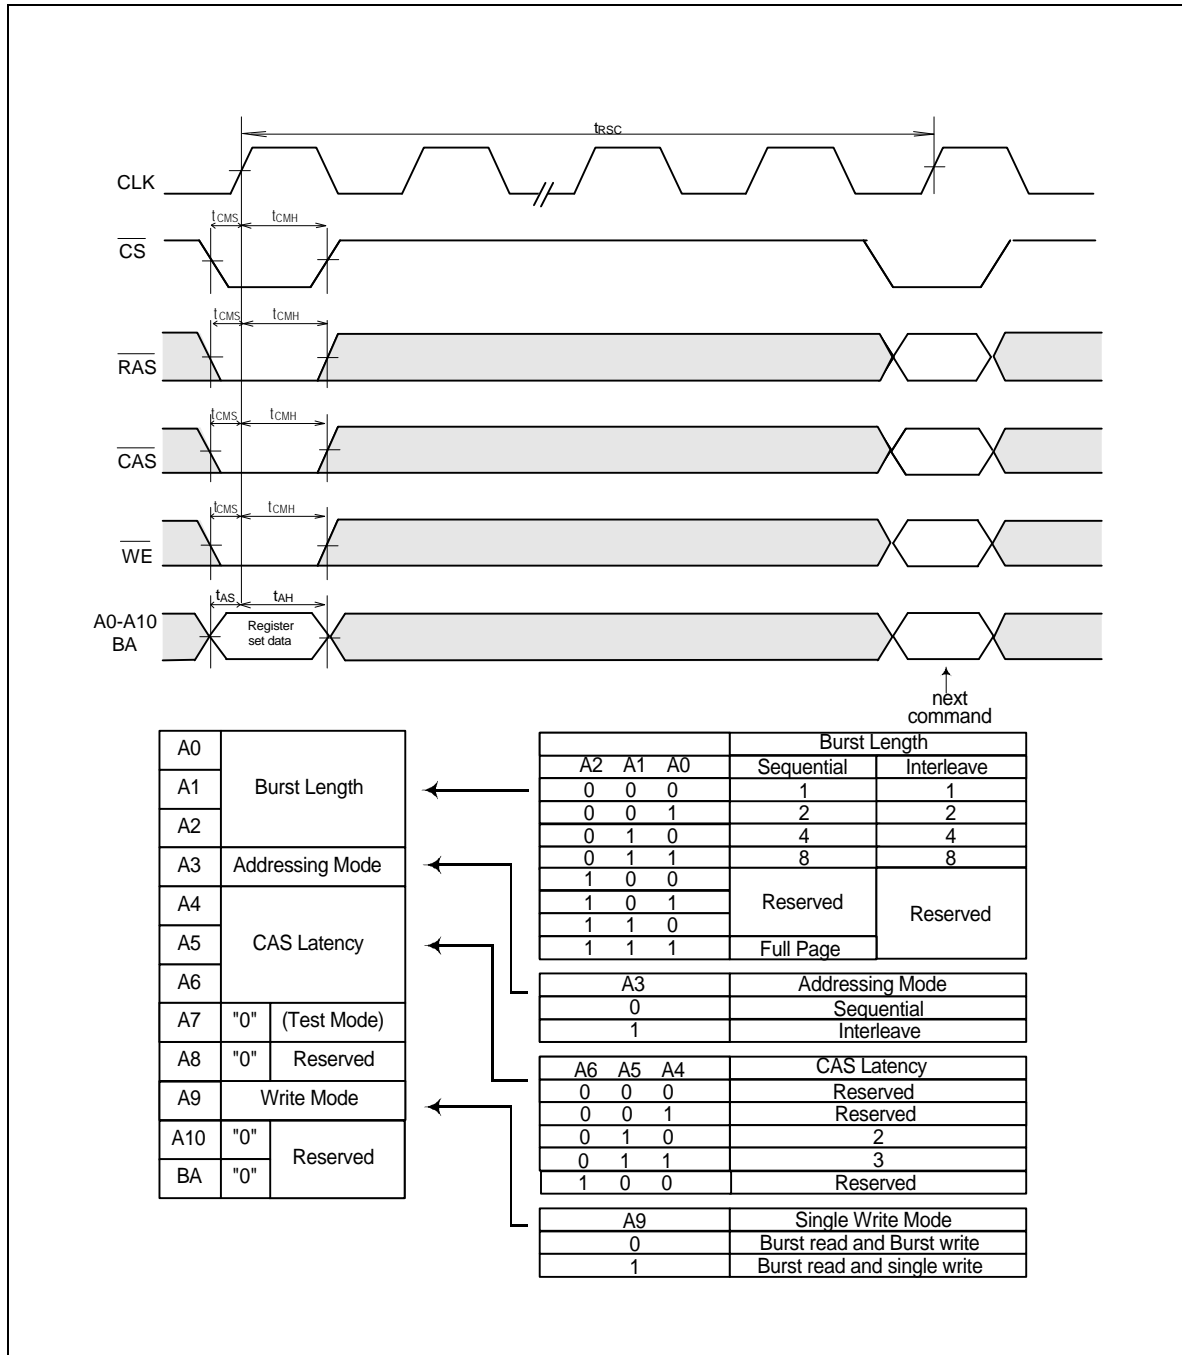 tRSC
CLK
tCMS tCMH
CS
tCMS tCMH
RAS
tCMS tCMH
CAS
tCMS tCMH
WE
tAS tAH
A0-A10
BA
Register
set data
next
command
A0
A1 Burst Length
A2
A3 Addressing Mode
A4
A5 CAS Latency
A6
A7 "0" (Test Mode)
A8 "0" Reserved
A9 Write Mode
A10 "0"
Reserved
BA "0"
Burst Length
A2 A1 A0 Sequential Interleave
0 0 0 1 1
0 0 1 2 2
0 1 0 4 4
0 1 1 8 8
1 0 0
1 0 1 Reserved
Reserved
1 1 0
1 1 1 Full Page
A3 Addressing Mode
0 Sequential
1 Interleave
A6 A5 A4 CAS Latency
0 0 0 Reserved
0 0 1 Reserved
0 1 0 2
0 1 1 3
1 0 0 Reserved
A9 Single Write Mode
0 Burst read and Burst write
1 Burst read and single write